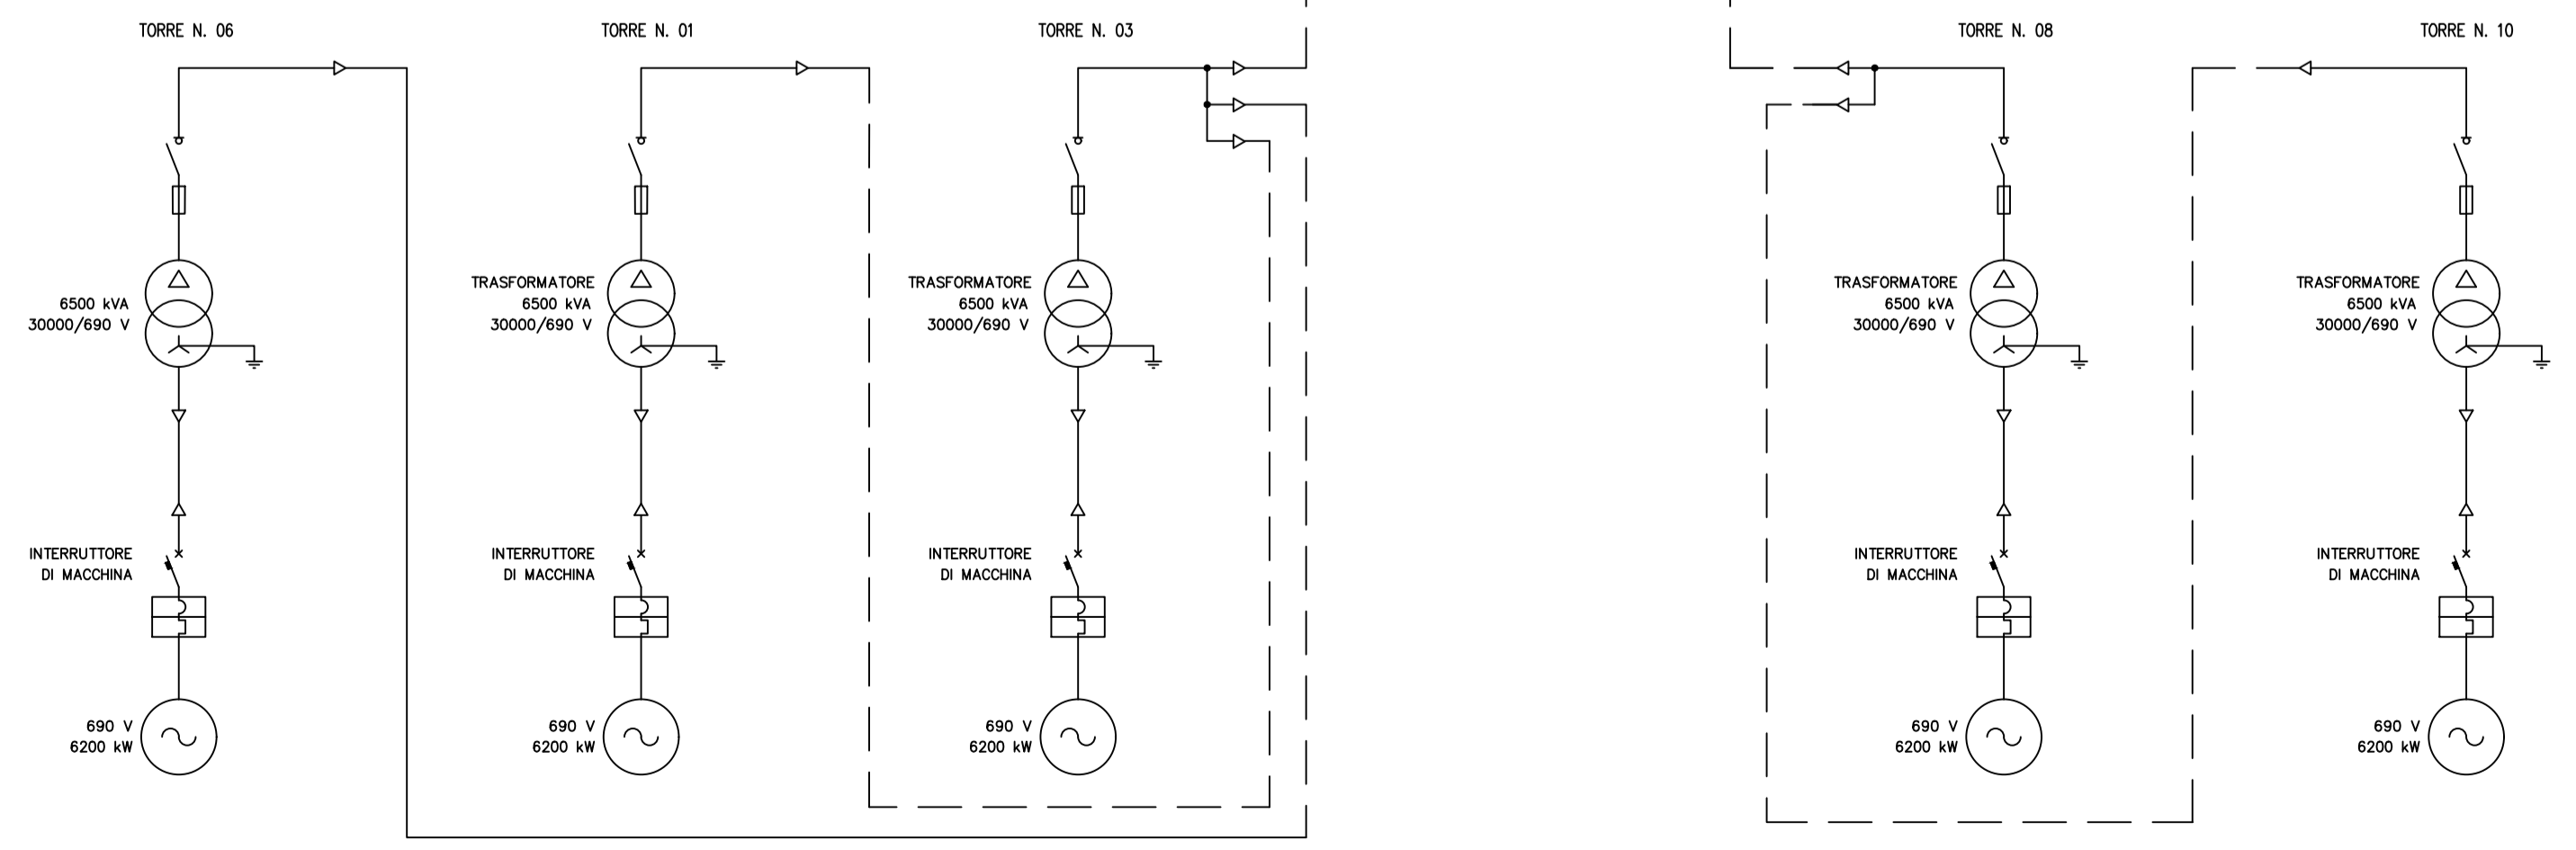 TORRE N. 06
TORRE N. 01
TORRE N. 03
TORRE N. 08
TORRE N. 10
6500 kVA
30000/690 V
TRASFORMATORE
6500 kVA
30000/690 V
TRASFORMATORE
6500 kVA
30000/690 V
TRASFORMATORE
6500 kVA
30000/690 V
TRASFORMATORE
6500 kVA
30000/690 V
INTERRUTTORE
DI MACCHINA
INTERRUTTORE
DI MACCHINA
INTERRUTTORE
DI MACCHINA
INTERRUTTORE
DI MACCHINA
INTERRUTTORE
DI MACCHINA
690 V
6200 kW
690 V
6200 kW
690 V
6200 kW
690 V
6200 kW
690 V
6200 kW